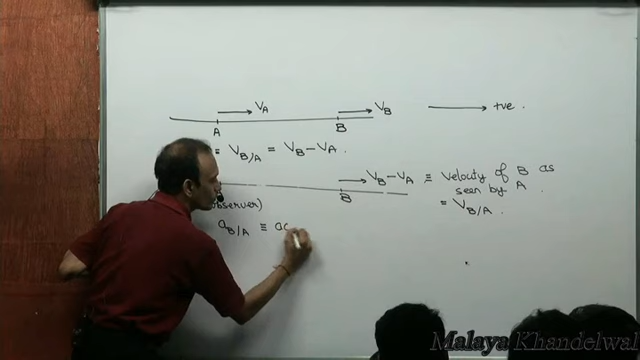 V_A V_B +ve.
A B
= V_B/A = V_B – V_A.
V_B – V_A ≡ velocity of B as
seen by A.
B
= V_B/A.
observer)
a_B/A ≡ ac
Malaya Khandelwal